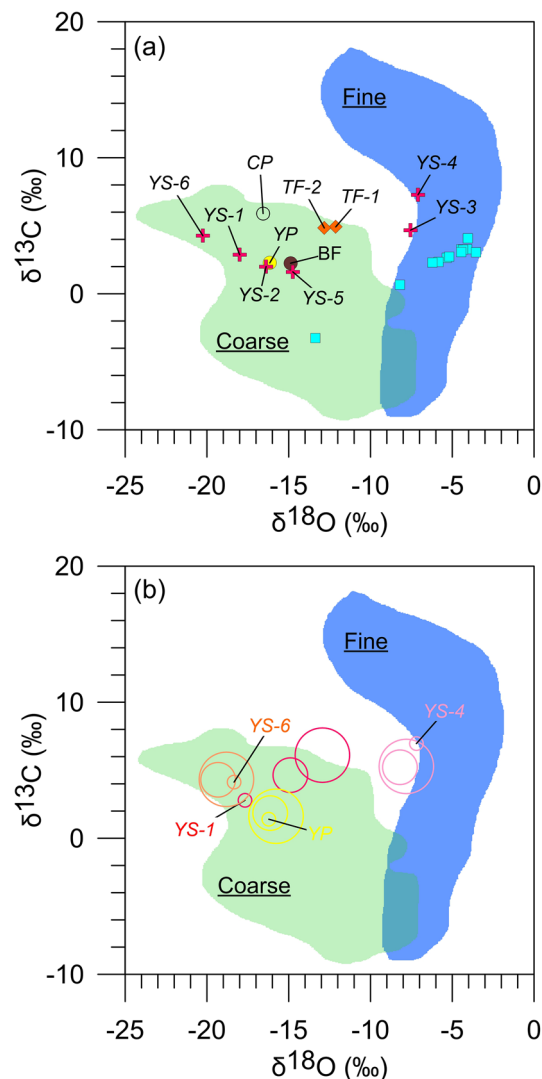 (a)
20
10
0
-10
-25 -20 -15 -10 -5 0
δ13C (‰)
δ18O (‰)
Fine
Coarse
CP
YS-6
YS-1
YP
TF-2
TF-1
YS-4
YS-3
BF
YS-2
YS-5
(b)
20
10
0
-10
-25 -20 -15 -10 -5 0
δ13C (‰)
δ18O (‰)
Fine
Coarse
YS-6
YS-4
YS-1
YP